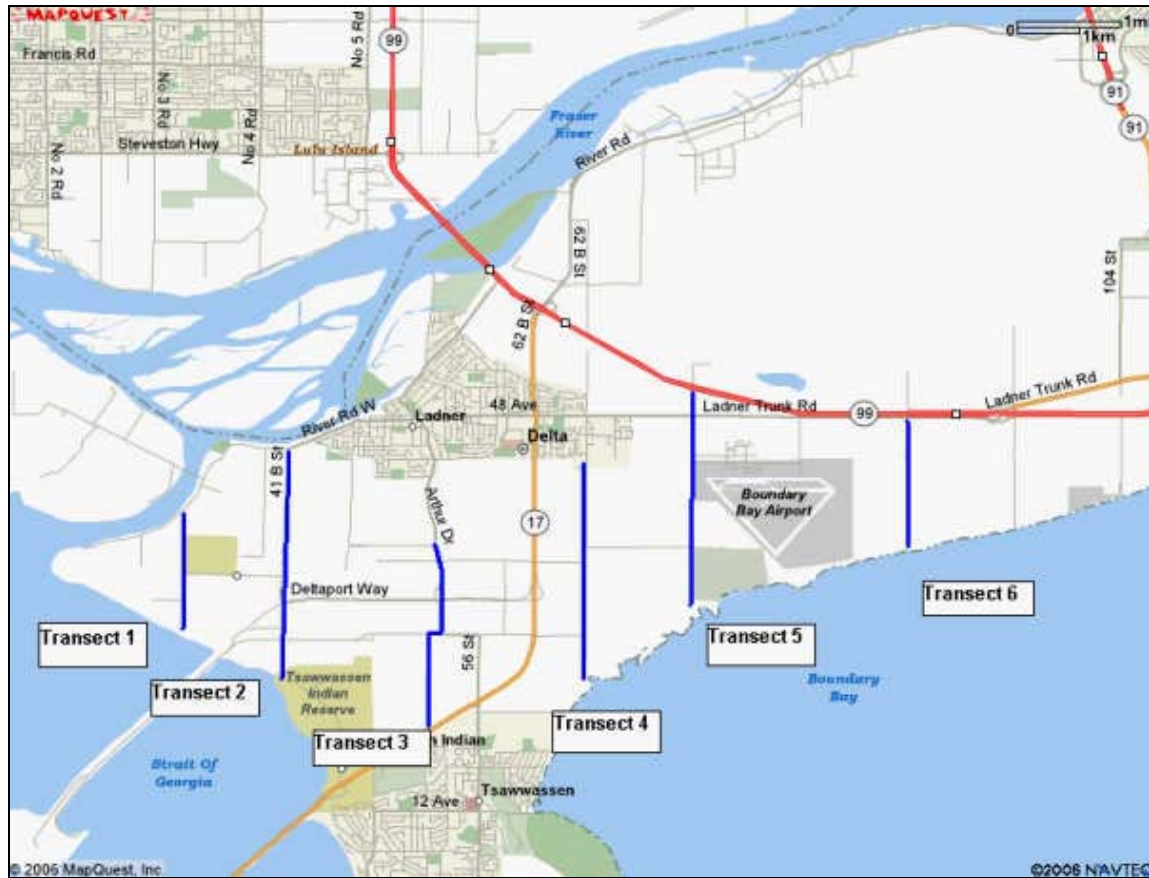 MAPQUEST
Francis Rd
No 3 Rd
No 4 Rd
No 5 Rd
99
0
1mi
1km
91
91
Steveston Hwy
Lulu Island
No 2 Rd
Fraser
River
River Rd
62 B St
104 St
62 B St
River Rd W
Ladner
48 Ave
Delta
Ladner Trunk Rd
99
Ladner Trunk Rd
41 B St
Arthur Dr
17
Boundary
Bay Airport
Deltaport Way
Transect 1
Transect 2
Tsawwassen
Indian
Reserve
56 St
Transect 3
n Indian
Transect 4
Transect 5
Transect 6
Boundary
Bay
Strait Of
Georgia
12 Ave
Tsawwassen
© 2006 MapQuest, Inc.
©2006 NAVTEQ